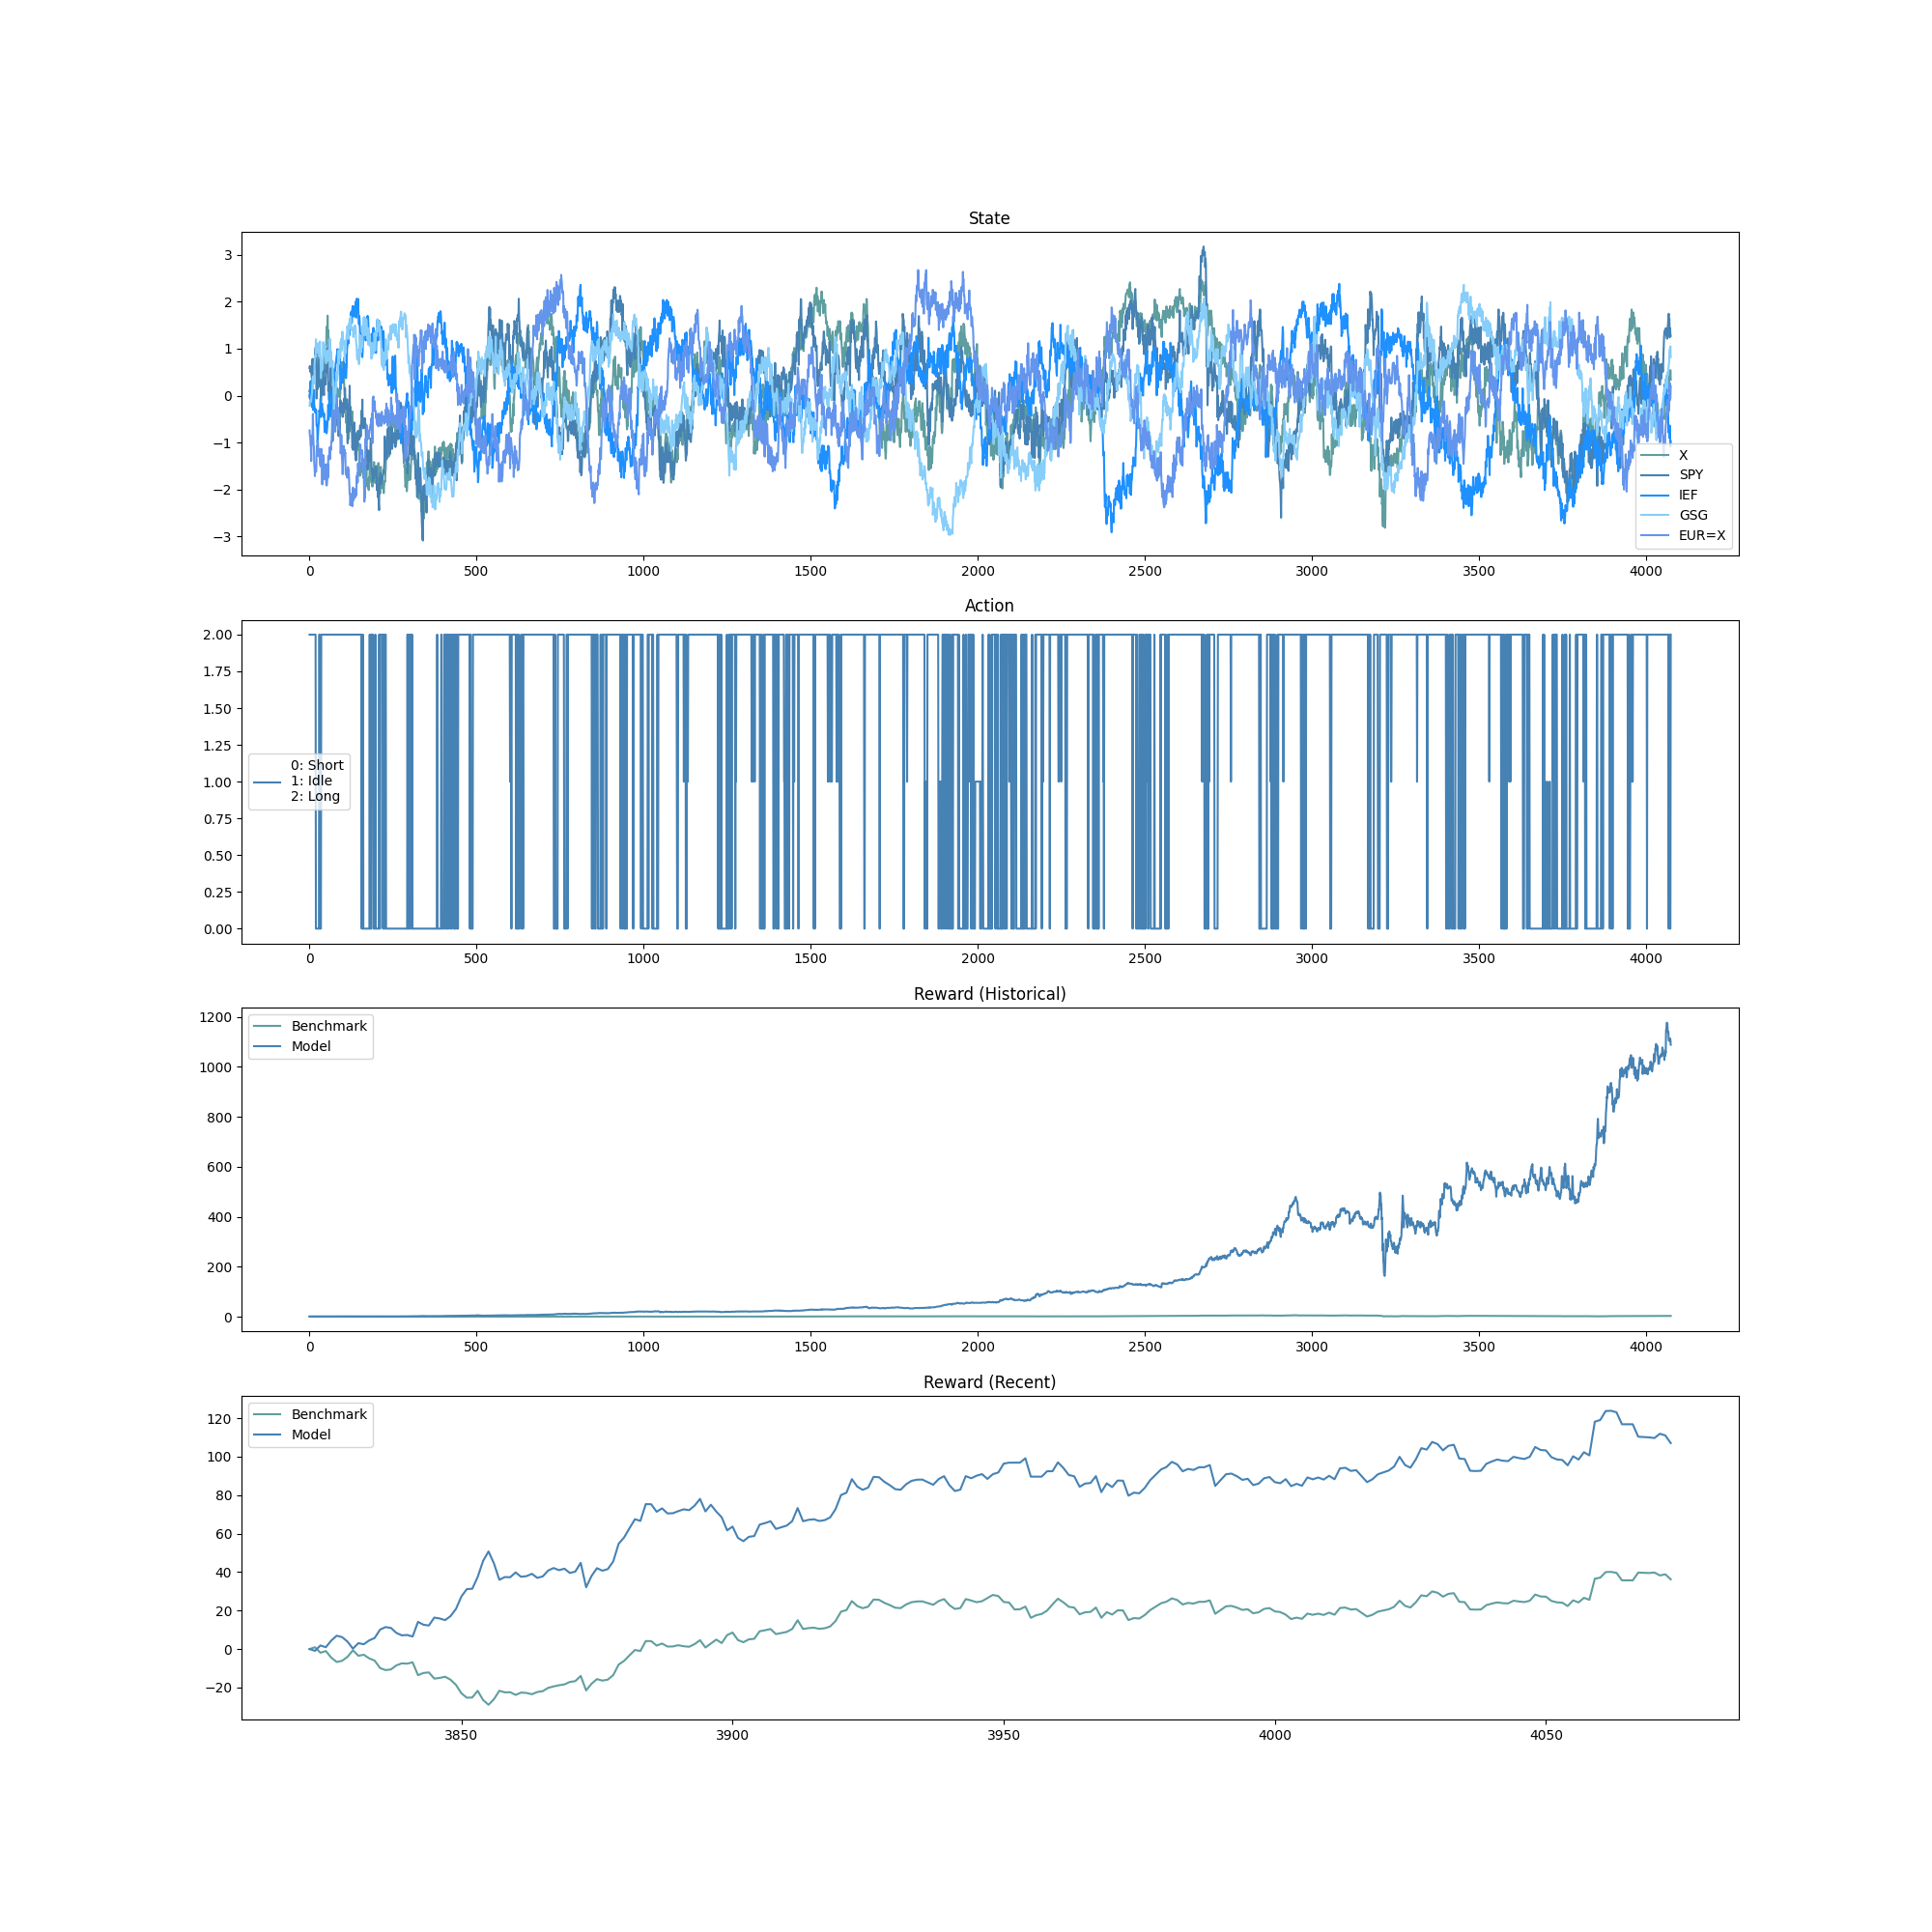 State
3
2
1
0
−1
−2
−3
X
SPY
IEF
GSG
EUR=X
0 500 1000 1500 2000 2500 3000 3500 4000
Action
2.00
1.75
1.50
1.25
1.00
0.75
0.50
0.25
0.00
0: Short
1: Idle
2: Long
0 500 1000 1500 2000 2500 3000 3500 4000
Reward (Historical)
1200
1000
800
600
400
200
0
Benchmark
Model
0 500 1000 1500 2000 2500 3000 3500 4000
Reward (Recent)
120
100
80
60
40
20
0
−20
Benchmark
Model
3850 3900 3950 4000 4050